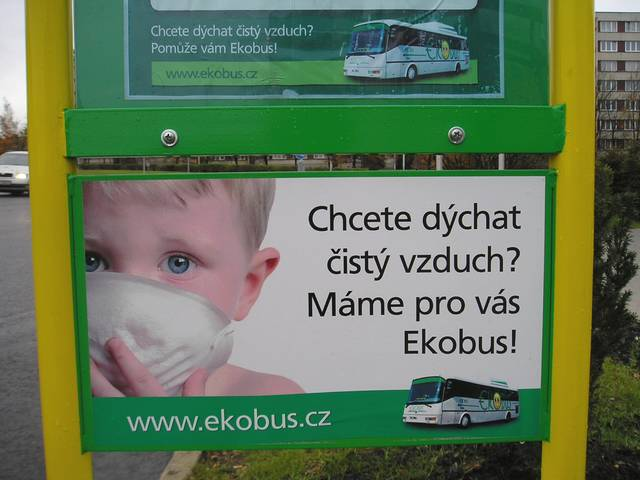 Chcete dýchat čistý vzduch?
Pomůže vám Ekobus!
www.ekobus.cz
Chcete dýchat
čistý vzduch?
Máme pro vás
Ekobus!
www.ekobus.cz